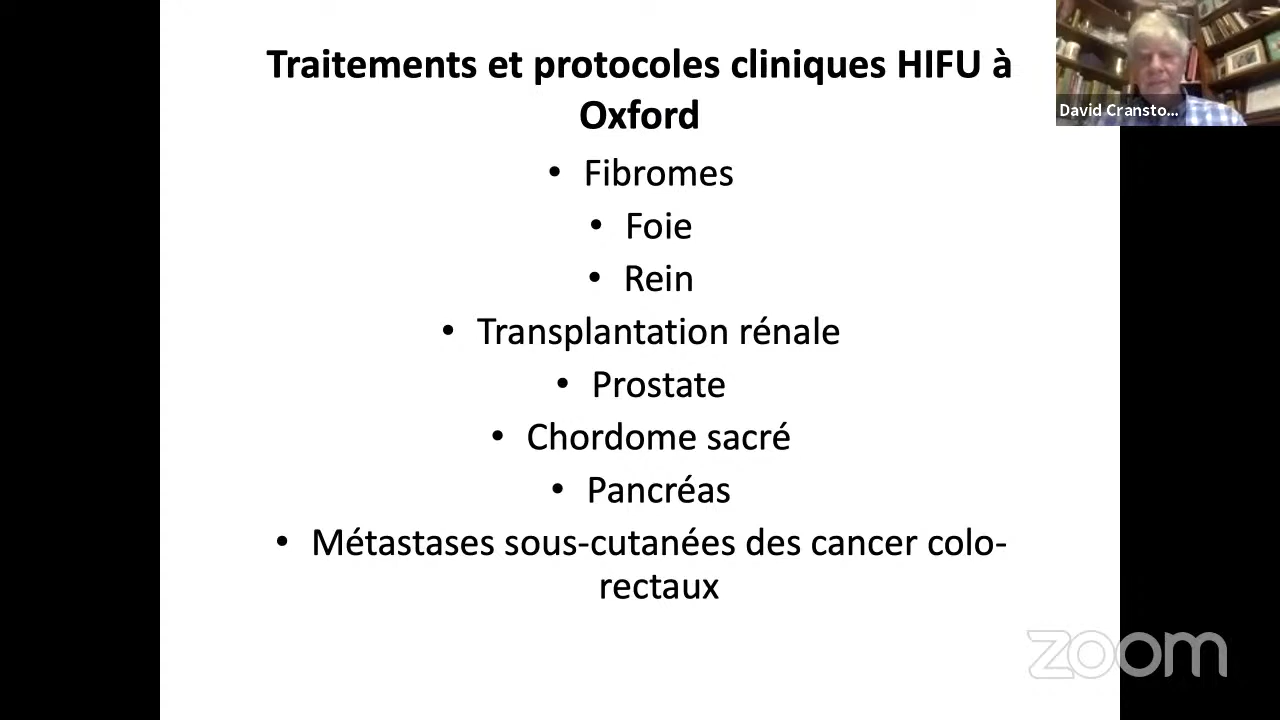 Traitements et protocoles cliniques HIFU à
Oxford
• Fibromes
• Foie
• Rein
• Transplantation rénale
• Prostate
• Chordome sacré
• Pancréas
• Métastases sous-cutanées des cancer colo-
rectaux
David Cransto...
zoom